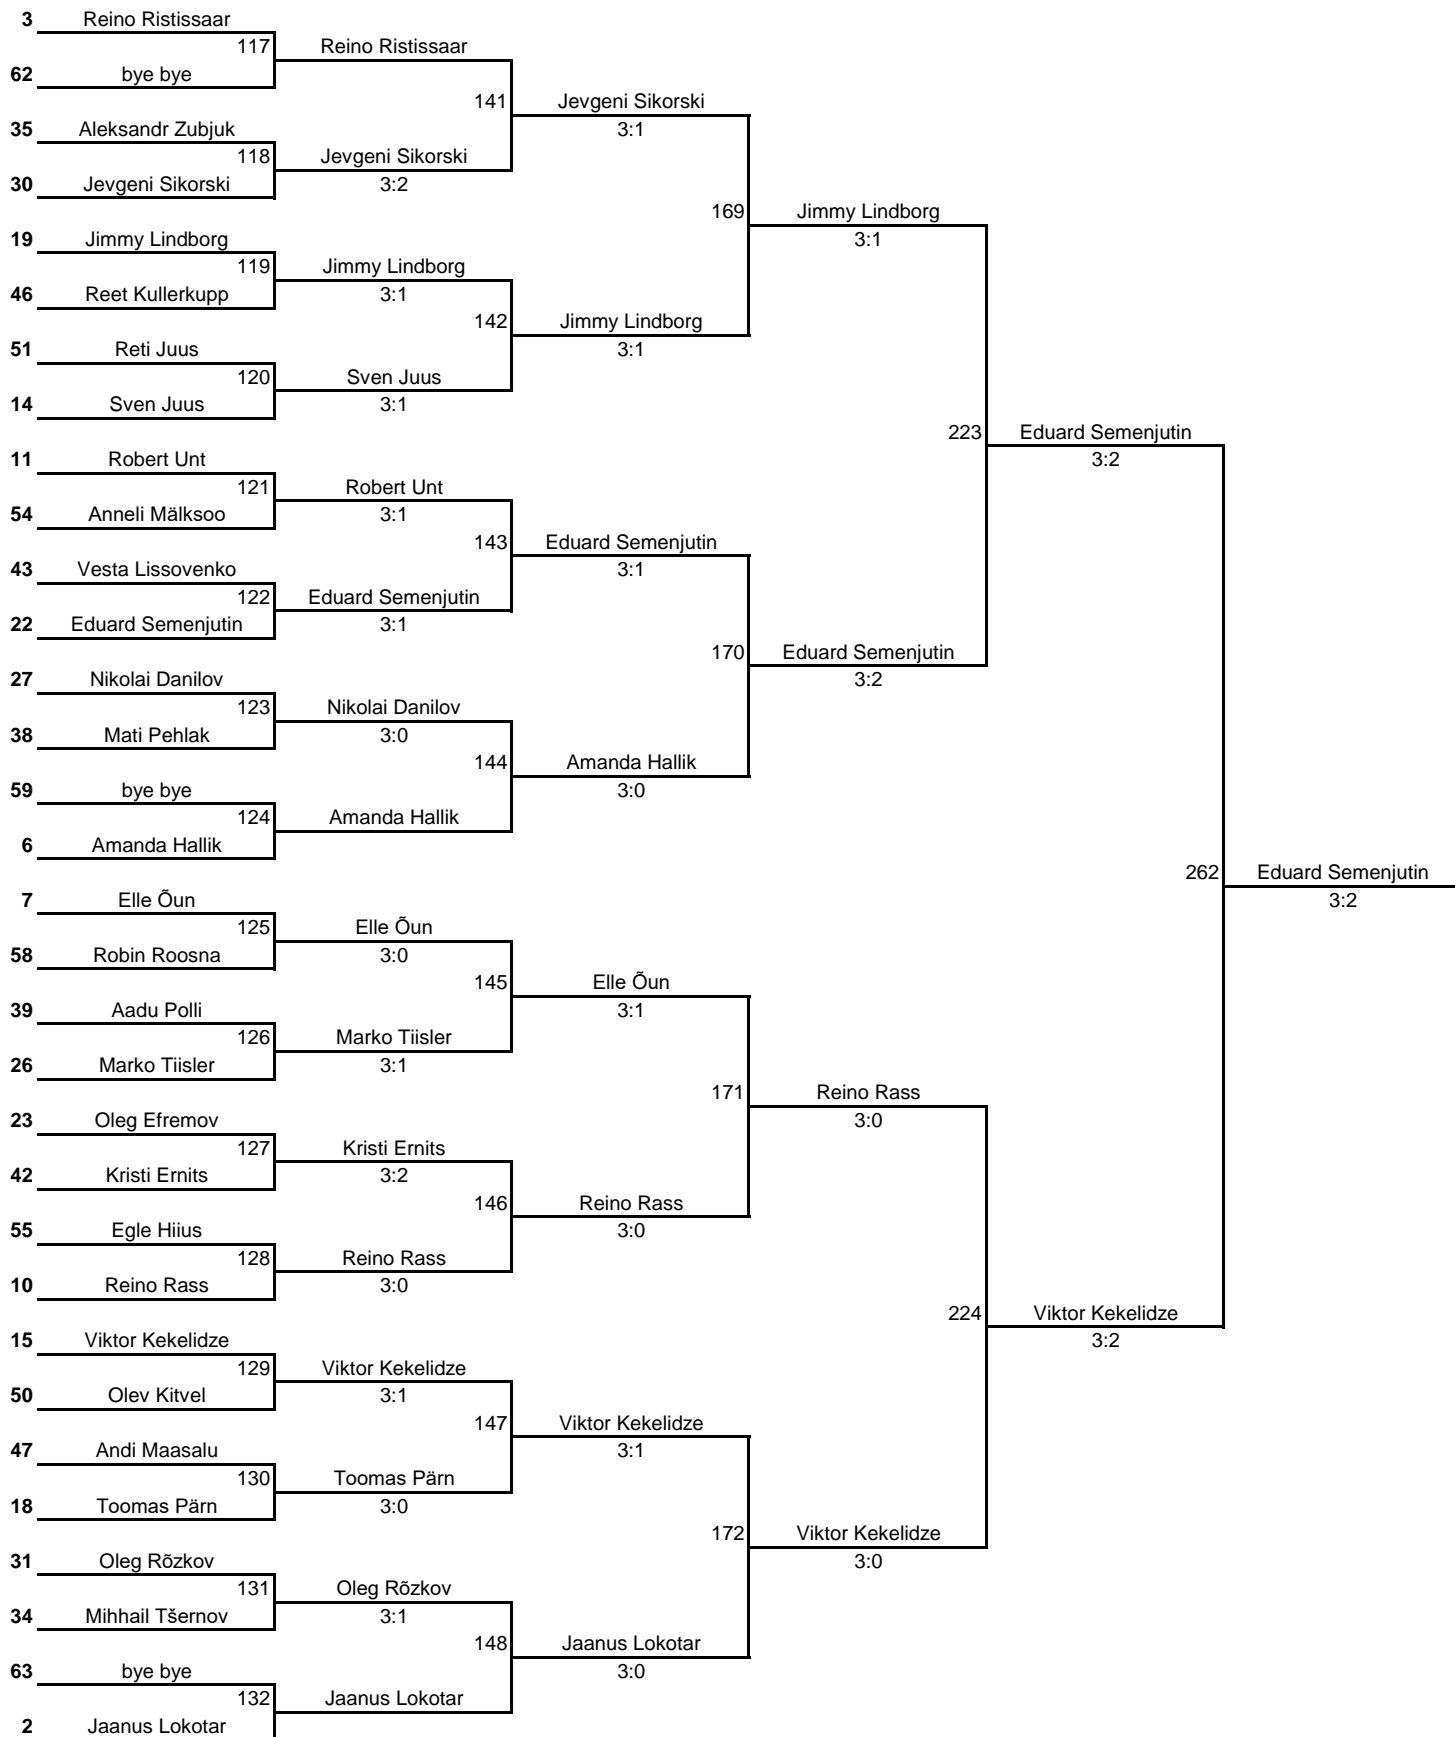 3 Reino Ristissaar
117 Reino Ristissaar
62 bye bye
141 Jevgeni Sikorski
35 Aleksandr Zubjuk 3:1
118 Jevgeni Sikorski
30 Jevgeni Sikorski 3:2
169 Jimmy Lindborg
19 Jimmy Lindborg 3:1
119 Jimmy Lindborg
46 Reet Kullerkupp 3:1
142 Jimmy Lindborg
51 Reti Juus 3:1
120 Sven Juus
14 Sven Juus 3:1
223 Eduard Semenjutin
11 Robert Unt 3:2
121 Robert Unt
54 Anneli Mälksoo 3:1
143 Eduard Semenjutin
43 Vesta Lissovenko 3:1
122 Eduard Semenjutin
22 Eduard Semenjutin 3:1
170 Eduard Semenjutin
27 Nikolai Danilov 3:2
123 Nikolai Danilov
38 Mati Pehlak 3:0
144 Amanda Hallik
59 bye bye 3:0
124 Amanda Hallik
6 Amanda Hallik
262 Eduard Semenjutin
7 Elle Õun 3:2
125 Elle Õun
58 Robin Roosna 3:0
145 Elle Õun
39 Aadu Polli 3:1
126 Marko Tiisler
26 Marko Tiisler 3:1
171 Reino Rass
23 Oleg Efremov 3:0
127 Kristi Ernits
42 Kristi Ernits 3:2
146 Reino Rass
55 Egle Hiius 3:0
128 Reino Rass
10 Reino Rass 3:0
224 Viktor Kekelidze
15 Viktor Kekelidze 3:2
129 Viktor Kekelidze
50 Olev Kitvel 3:1
147 Viktor Kekelidze
47 Andi Maasalu 3:1
130 Toomas Pärn
18 Toomas Pärn 3:0
172 Viktor Kekelidze
31 Oleg Rõzkov 3:0
131 Oleg Rõzkov
34 Mihhail Tšernov 3:1
148 Jaanus Lokotar
63 bye bye 3:0
132 Jaanus Lokotar
2 Jaanus Lokotar